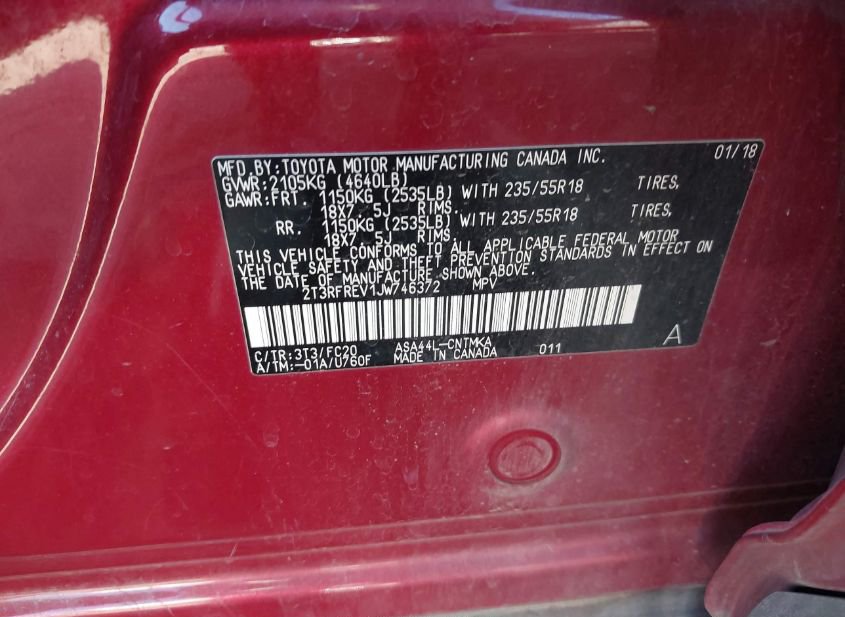 MFD.BY:TOYOTA MOTOR MANUFACTURING CANADA INC. 01/18
GVWR:2105KG (4640LB)
GAWR:FRT. 1150KG (2535LB) WITH 235/55R18 TIRES,
18X7. 5J RIMS.
RR. 1150KG (2535LB) WITH 235/55R18 TIRES,
18X7. 5J RIMS.
THIS VEHICLE CONFORMS TO ALL APPLICABLE FEDERAL MOTOR
VEHICLE SAFETY AND THEFT PREVENTION STANDARDS IN EFFECT ON
THE DATE OF MANUFACTURE SHOWN ABOVE.
2T3RFREV1JW746372 MPV
C/TR:3T3/FC20 ASA44L-CNTMKA 011 A
A/TM:-01A/U760F MADE IN CANADA